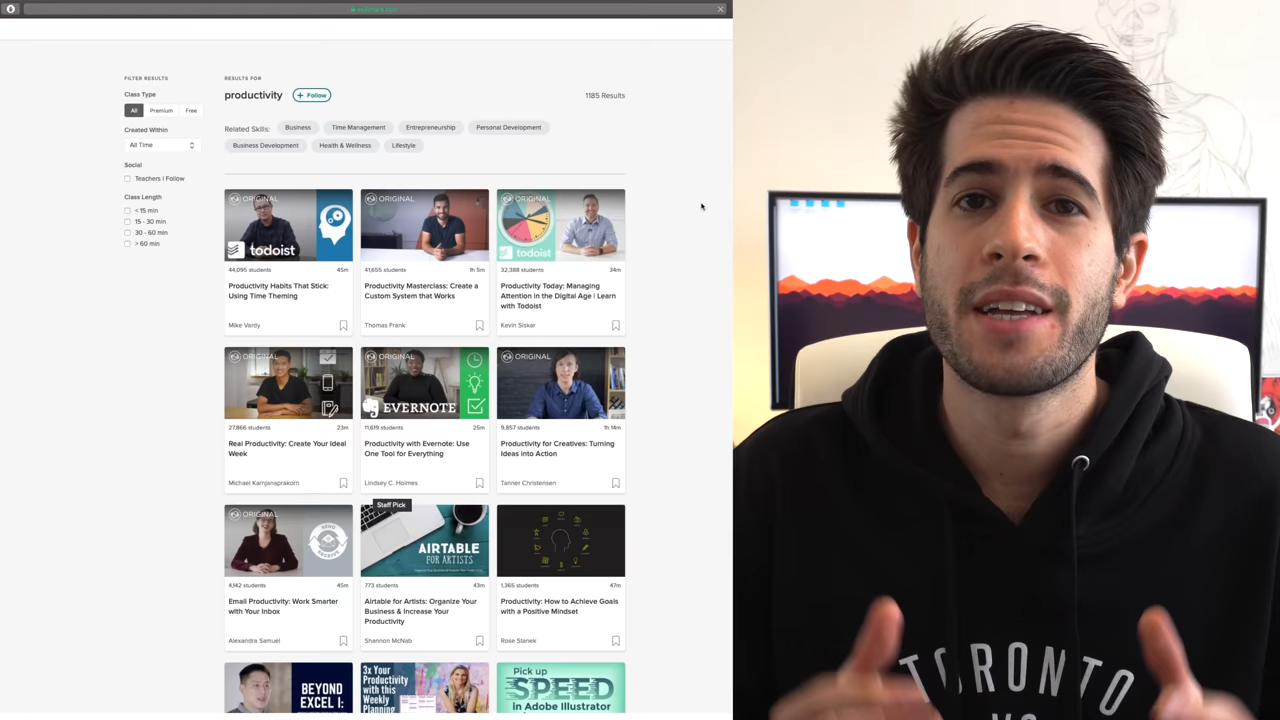 skillshare.com
FILTER RESULTS
Class Type
All
Premium
Free
Created Within
All Time
Social
Teachers I Follow
Class Length
< 15 min
15 - 30 min
30 - 60 min
> 60 min
RESULTS FOR
productivity
+ Follow
1185 Results
Related Skills:
Business
Time Management
Entrepreneurship
Personal Development
Business Development
Health & Wellness
Lifestyle
ORIGINAL
todoist
44,095 students
45m
Productivity Habits That Stick:
Using Time Theming
Mike Vardy
ORIGINAL
41,655 students
1h 5m
Productivity Masterclass: Create a
Custom System that Works
Thomas Frank
ORIGINAL
todoist
32,388 students
34m
Productivity Today: Managing
Attention in the Digital Age | Learn
with Todoist
Kevin Siskar
ORIGINAL
27,866 students
23m
Real Productivity: Create Your Ideal
Week
Michael Karnjanaprakorn
ORIGINAL
EVERNOTE
11,619 students
25m
Productivity with Evernote: Use
One Tool for Everything
Lindsey C. Holmes
ORIGINAL
9,857 students
1h 14m
Productivity for Creatives: Turning
Ideas into Action
Tanner Christensen
ORIGINAL
4,142 students
45m
Email Productivity: Work Smarter
with Your Inbox
Alexandra Samuel
Staff Pick
AIRTABLE
FOR ARTISTS
773 students
43m
Airtable for Artists: Organize Your
Business & Increase Your
Productivity
Shannon McNab
1,365 students
47m
Productivity: How to Achieve Goals
with a Positive Mindset
Rose Stanek
BEYOND
EXCEL I:
3x Your
Productivity
with this
Weekly
Planning
Pick up
SPEED
in Adobe Illustrator
TORONTO